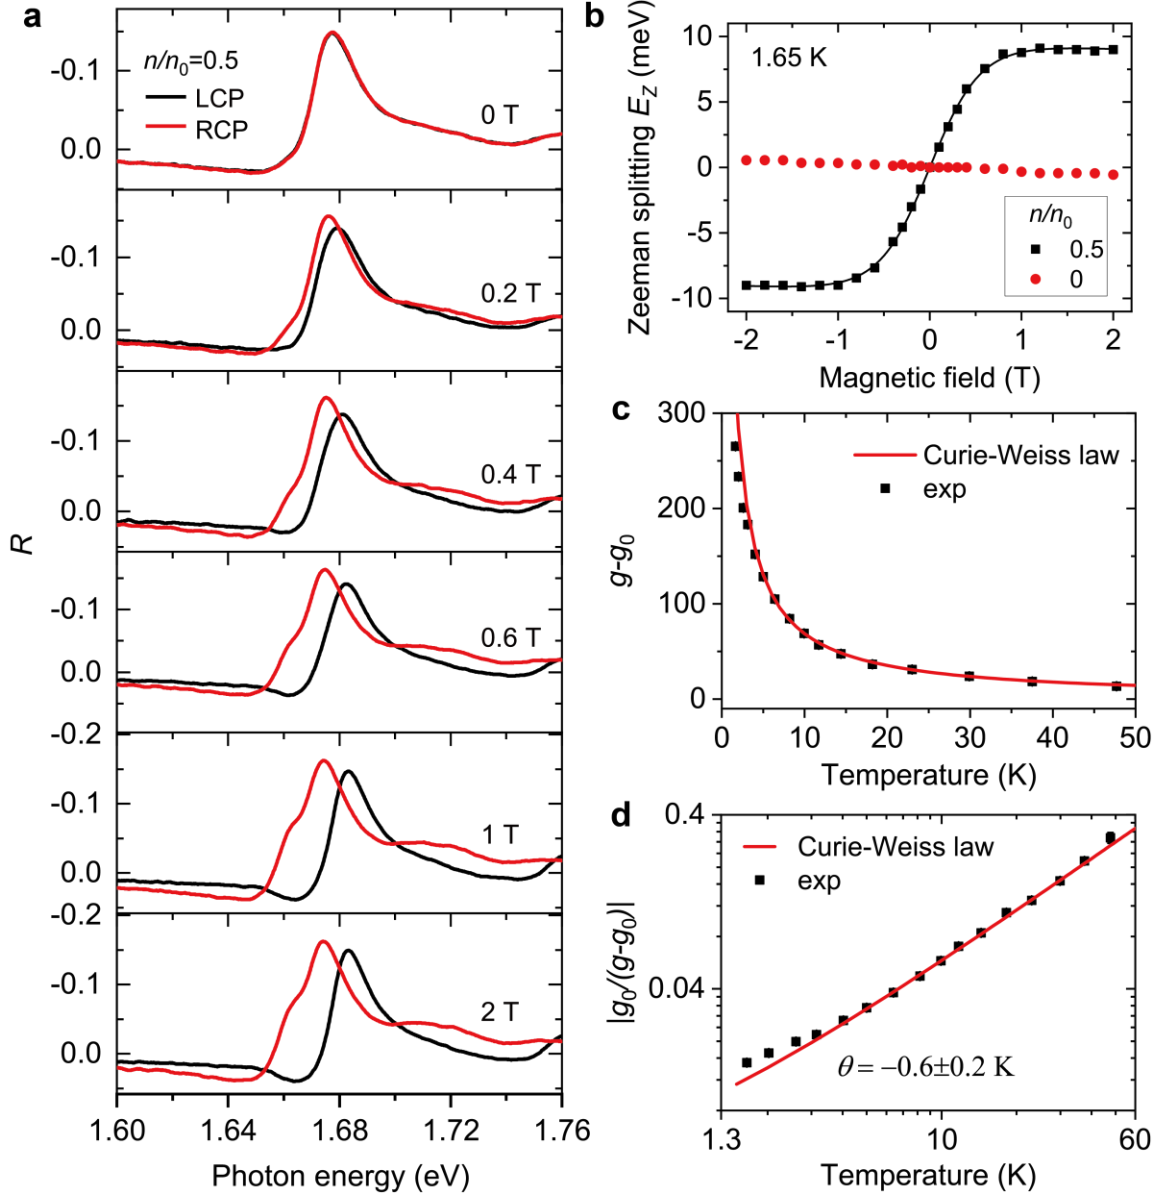 a
n/n₀=0.5
LCP
RCP
0 T
-0.1
0.0
0.2 T
-0.1
0.0
0.4 T
-0.1
0.0
0.6 T
-0.1
0.0
-0.2
1 T
-0.1
0.0
-0.2
2 T
-0.1
0.0
R
1.60 1.64 1.68 1.72 1.76
Photon energy (eV)
b
1.65 K
Zeeman splitting E_Z (meV)
10
5
0
-5
-10
n/n₀
0.5
0
-2 -1 0 1 2
Magnetic field (T)
c
300
200
100
0
g-g₀
Curie-Weiss law
exp
0 10 20 30 40 50
Temperature (K)
d
0.4
0.04
|g₀/(g-g₀)|
Curie-Weiss law
exp
θ = −0.6±0.2 K
1.3 10 60
Temperature (K)